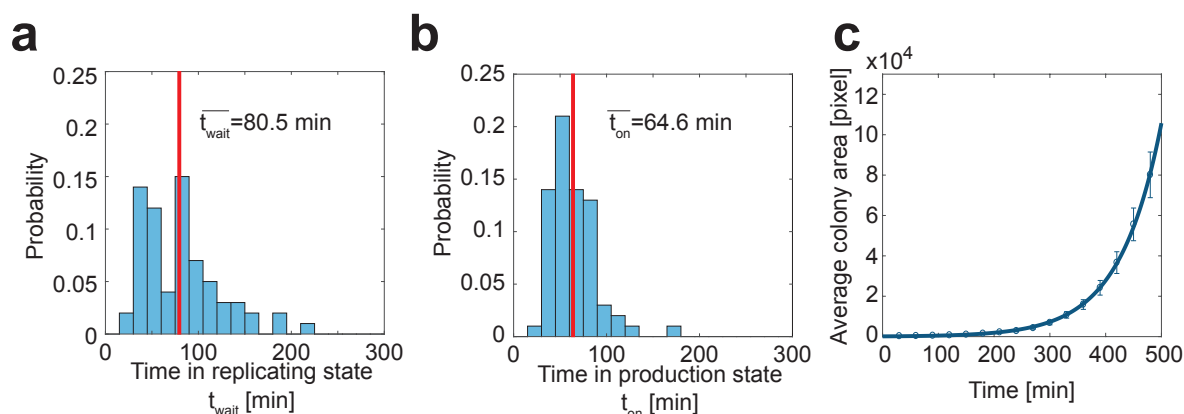 a
0.25
0.2
0.15
0.1
0.05
0
Probability
t_wait=80.5 min
0
100
200
300
Time in replicating state
t_wait [min]
b
0.25
0.2
0.15
0.1
0.05
0
Probability
t_on=64.6 min
0
100
200
300
Time in production state
t_on [min]
c
x10^4
12
10
8
6
4
2
0
Average colony area [pixel]
0
100
200
300
400
500
Time [min]